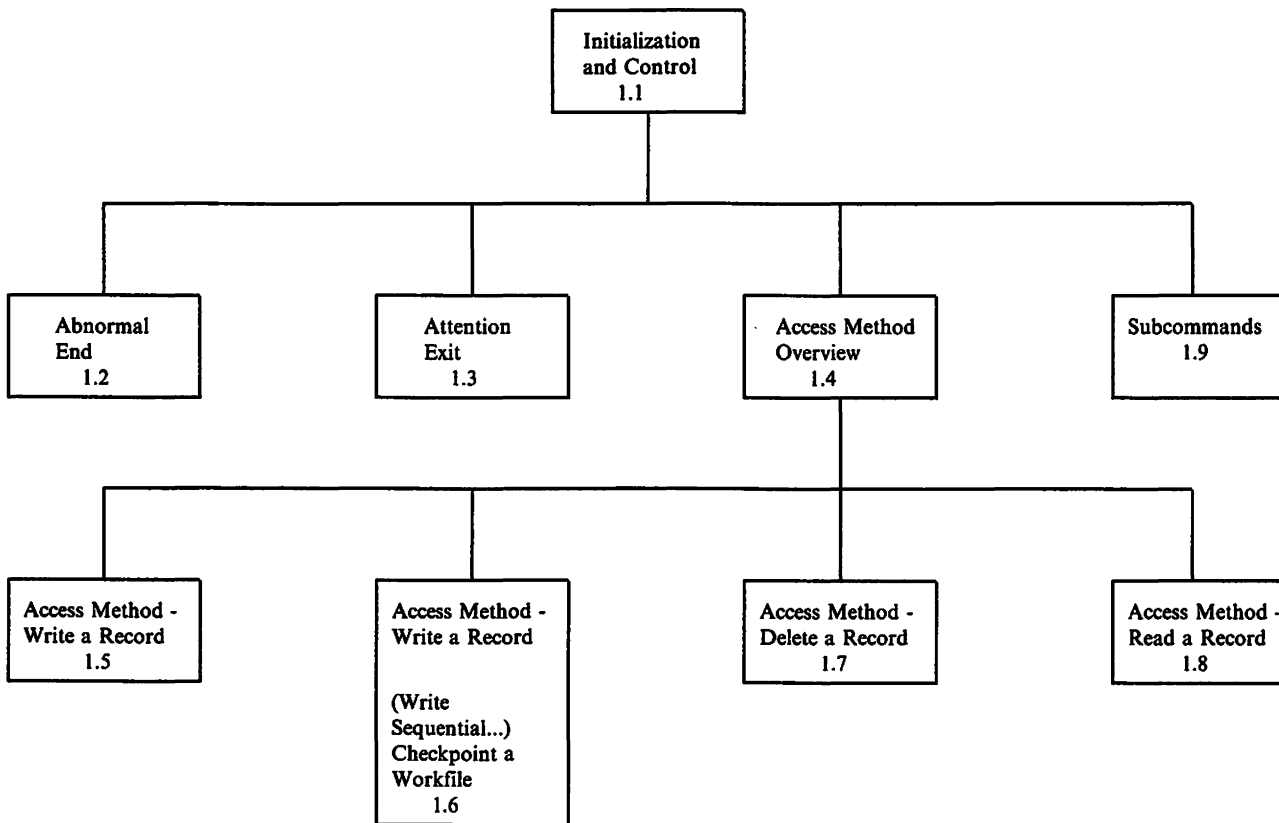 Initialization
and Control
1.1
Abnormal
End
1.2
Attention
Exit
1.3
Access Method
Overview
1.4
Subcommands
1.9
Access Method -
Write a Record
1.5
Access Method -
Write a Record
(Write
Sequential...)
Checkpoint a
Workfile
1.6
Access Method -
Delete a Record
1.7
Access Method -
Read a Record
1.8